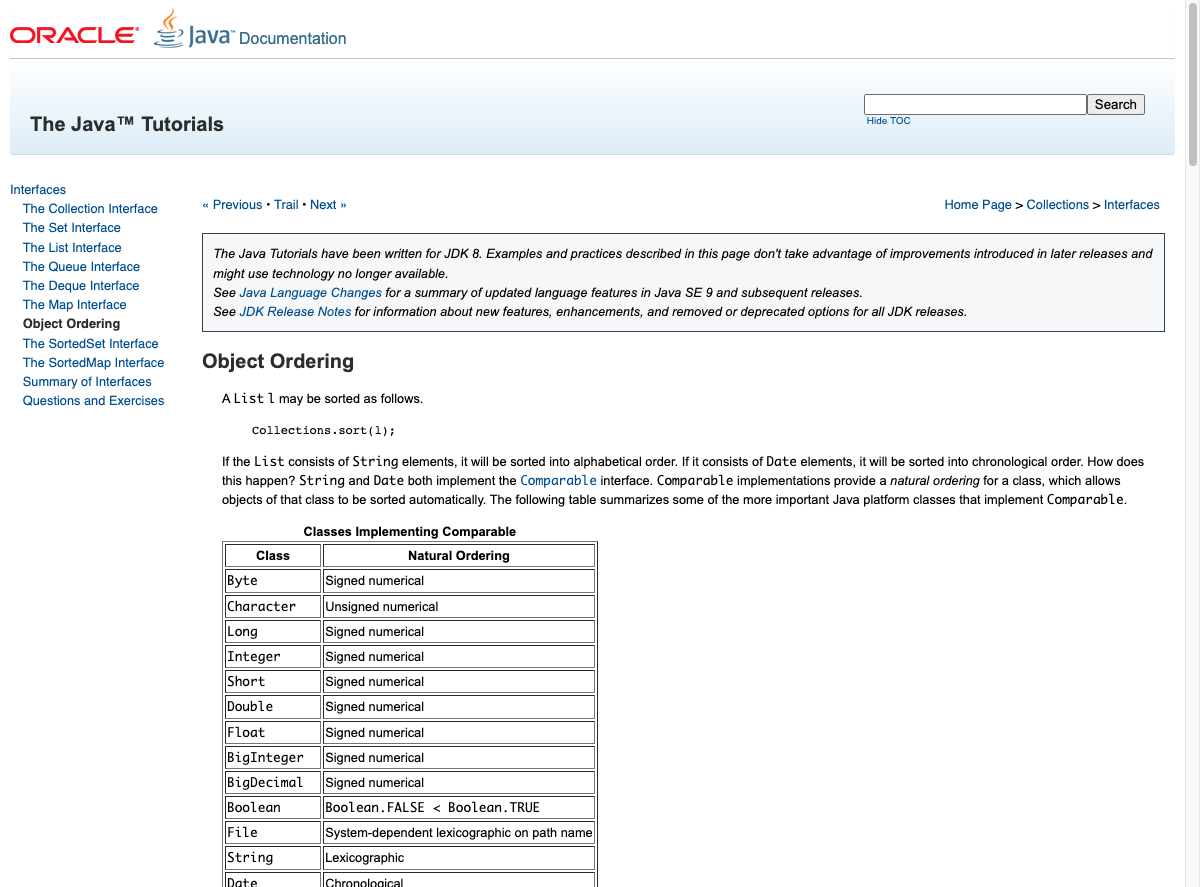 ORACLE® Java™ Documentation
The Java™ Tutorials
Search
Hide TOC
Interfaces
The Collection Interface
The Set Interface
The List Interface
The Queue Interface
The Deque Interface
The Map Interface
Object Ordering
The SortedSet Interface
The SortedMap Interface
Summary of Interfaces
Questions and Exercises
« Previous • Trail • Next »
Home Page > Collections > Interfaces
The Java Tutorials have been written for JDK 8. Examples and practices described in this page don't take advantage of improvements introduced in later releases and
might use technology no longer available.
See Java Language Changes for a summary of updated language features in Java SE 9 and subsequent releases.
See JDK Release Notes for information about new features, enhancements, and removed or deprecated options for all JDK releases.
Object Ordering
A List l may be sorted as follows.
Collections.sort(l);
If the List consists of String elements, it will be sorted into alphabetical order. If it consists of Date elements, it will be sorted into chronological order. How does
this happen? String and Date both implement the Comparable interface. Comparable implementations provide a natural ordering for a class, which allows
objects of that class to be sorted automatically. The following table summarizes some of the more important Java platform classes that implement Comparable.
Classes Implementing Comparable
Class Natural Ordering
Byte Signed numerical
Character Unsigned numerical
Long Signed numerical
Integer Signed numerical
Short Signed numerical
Double Signed numerical
Float Signed numerical
BigInteger Signed numerical
BigDecimal Signed numerical
Boolean Boolean.FALSE < Boolean.TRUE
File System-dependent lexicographic on path name
String Lexicographic
Date Chronological